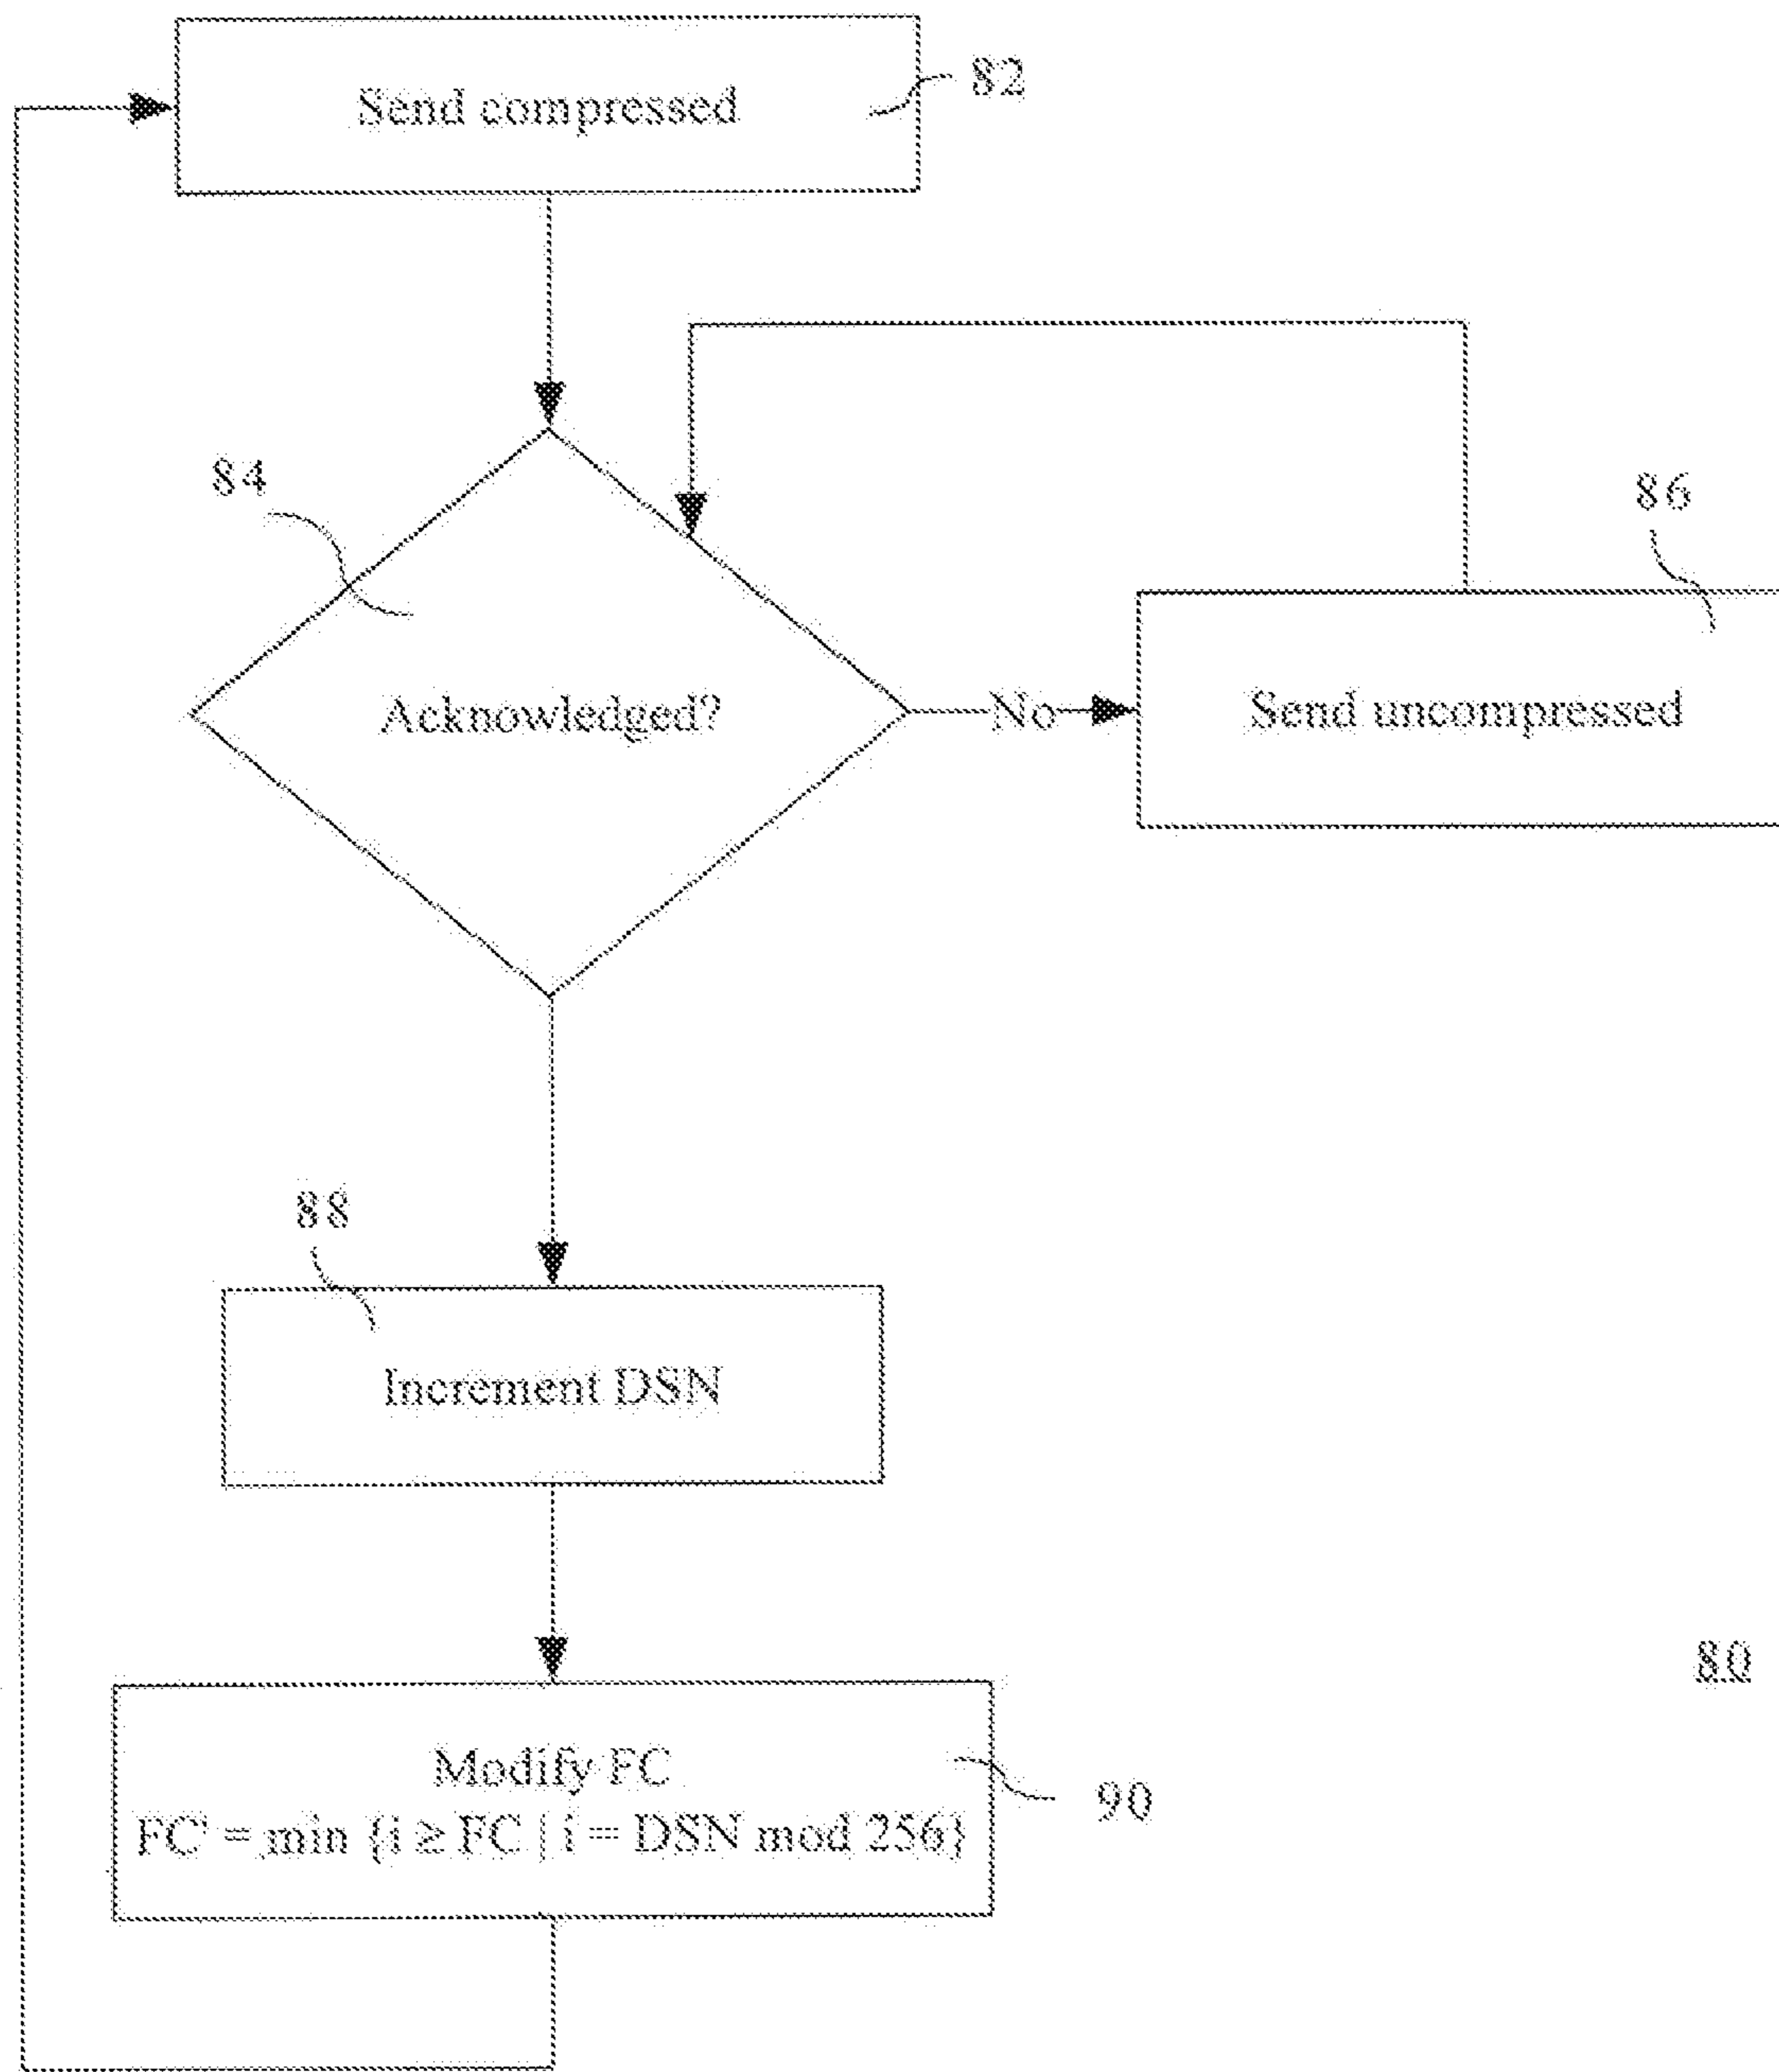 Send compressed
82
84
86
Acknowledged?
No
Send uncompressed
88
Increment DSN
80
Modify FC
FC' = min {i ≥ FC | i = DSN mod 256}
90